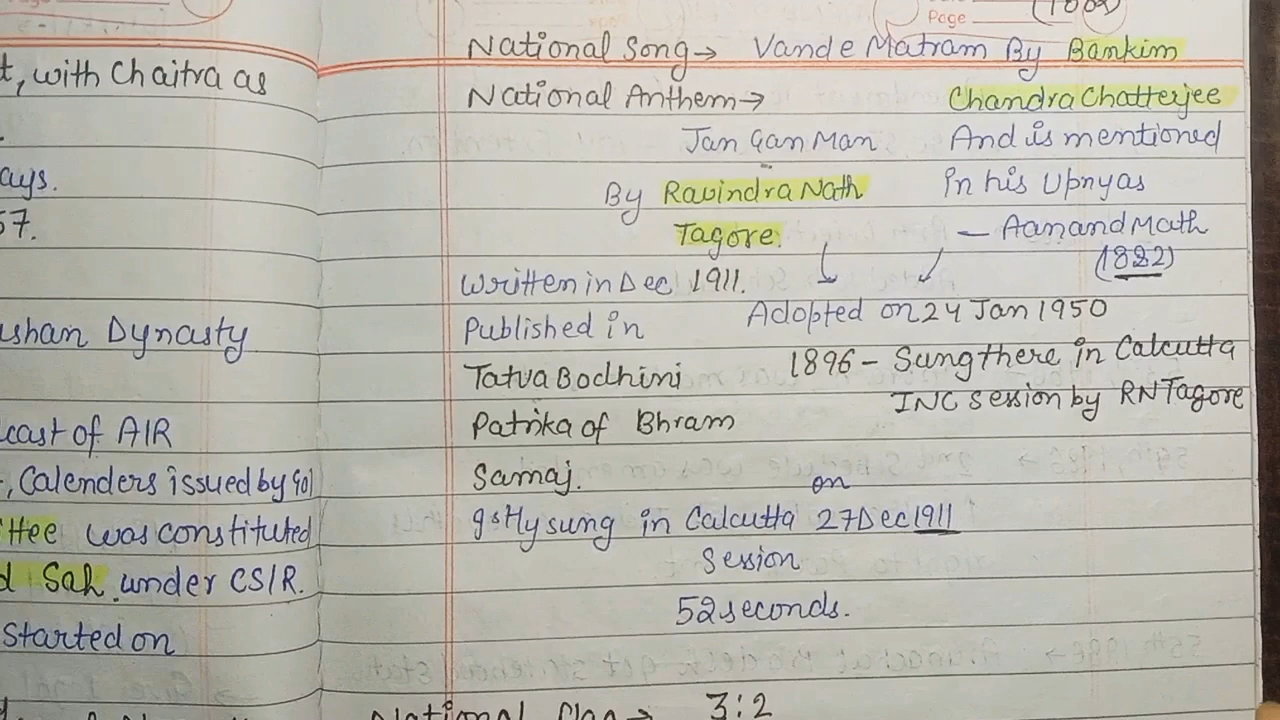 t, with Chaitra as
ays.
57.
ushan Dynasty
cast of AIR
, Calenders issued by GOI
ttee was constituted
d Sah under CSIR.
Started on
Page
National Song → Vande Matram By Bankim
Chandra Chatterjee
And is mentioned
in his Upnyas
— Aanand Math
(1882)
National Anthem →
Jan Gan Man
By Ravindra Nath
Tagore.
Written in Dec 1911.
Adopted on 24 Jan 1950
Published in
Tatva Bodhini
Patrika of Bhram
Samaj.
1896 - Sung there in Calcutta
INC session by RN Tagore
on
gstly sung in Calcutta 27 Dec 1911
Session
52 seconds.
National Flag → 3:2